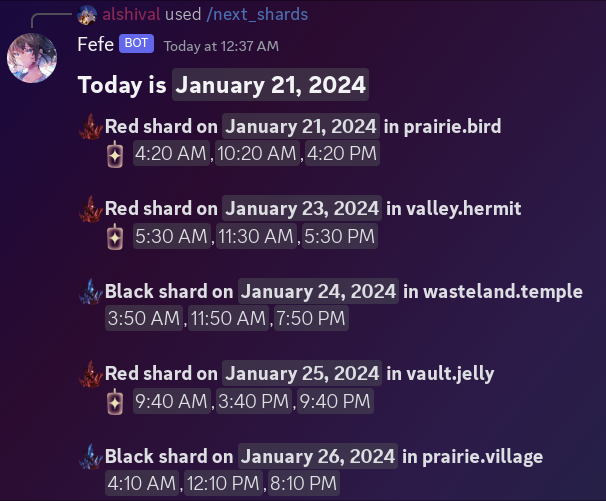 alshival used /next_shards
Fefe BOT Today at 12:37 AM
Today is January 21, 2024
Red shard on January 21, 2024 in prairie.bird
4:20 AM,10:20 AM,4:20 PM
Red shard on January 23, 2024 in valley.hermit
5:30 AM,11:30 AM,5:30 PM
Black shard on January 24, 2024 in wasteland.temple
3:50 AM,11:50 AM,7:50 PM
Red shard on January 25, 2024 in vault.jelly
9:40 AM,3:40 PM,9:40 PM
Black shard on January 26, 2024 in prairie.village
4:10 AM,12:10 PM,8:10 PM